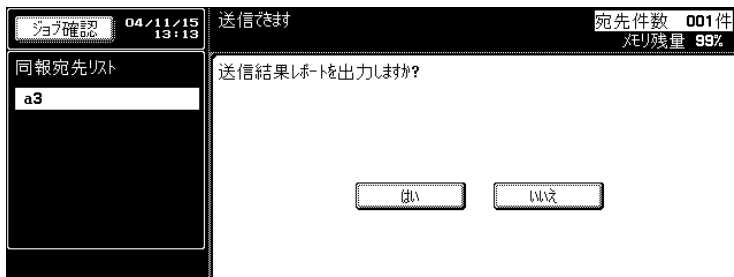 ジョブ確認
04/11/15
13:13
送信できます
宛先件数 001件
メモリ残量 99%
同報宛先リスト
a3
送信結果レポートを出力しますか?
はい
いいえ